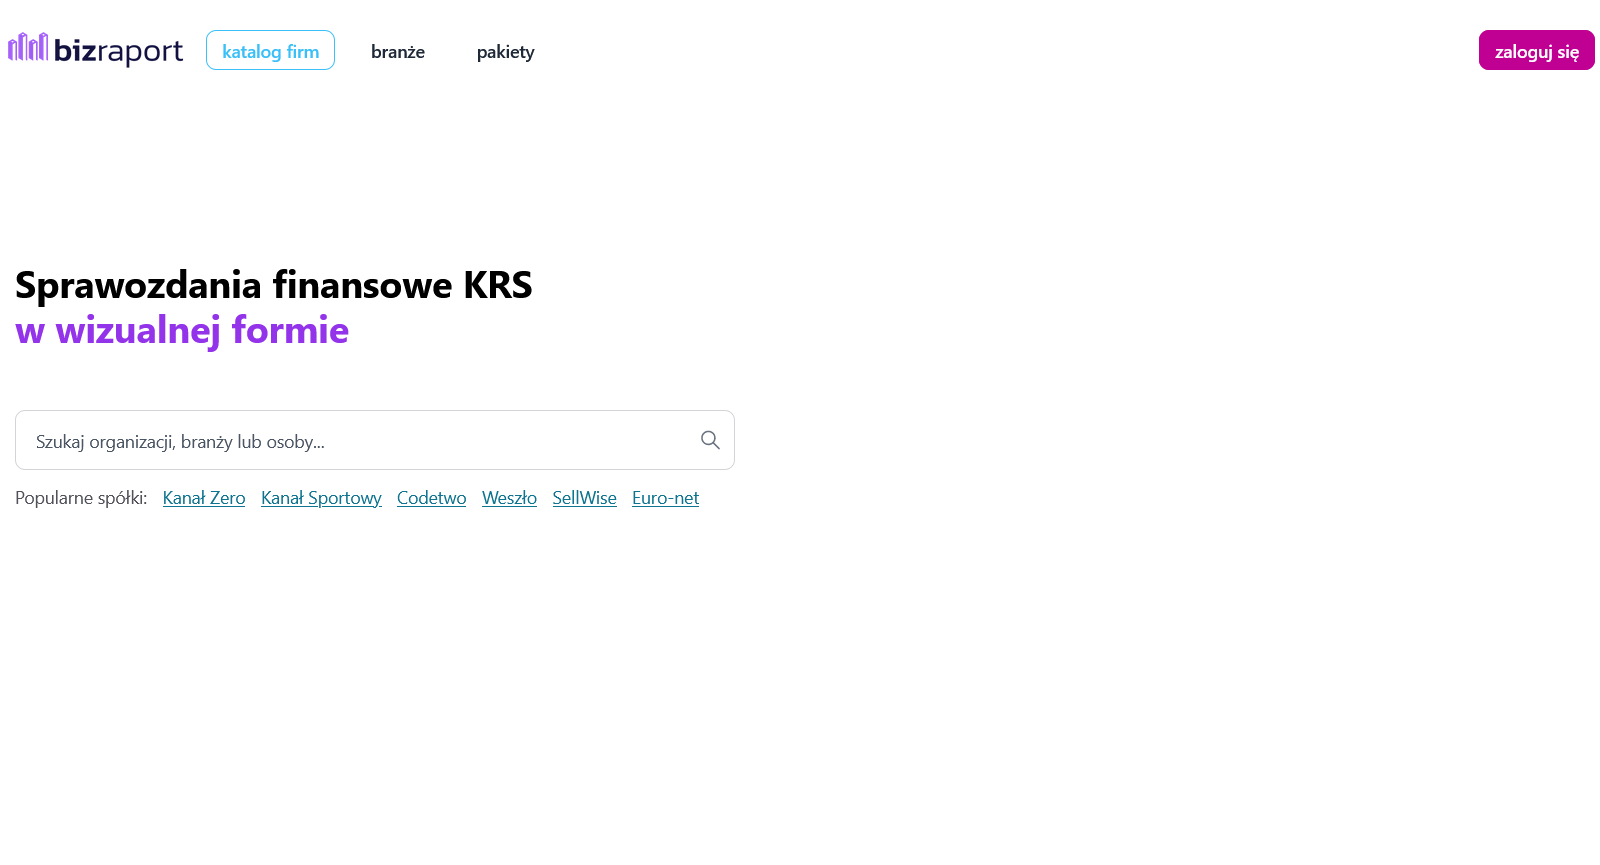 bizraport katalog firm branże pakiety zaloguj się
Sprawozdania finansowe KRS
w wizualnej formie
Szukaj organizacji, branży lub osoby...
Popularne spółki: Kanał Zero Kanał Sportowy Codetwo Weszło SellWise Euro-net